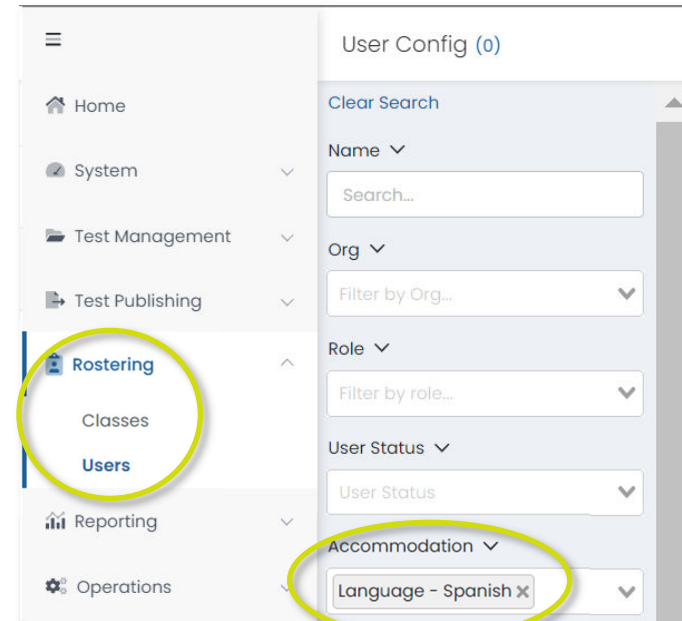 User Config (0)
Home
System
Test Management
Test Publishing
Rostering
Classes
Users
Reporting
Operations
Clear Search
Name
Search...
Org
Filter by Org...
Role
Filter by role...
User Status
User Status
Accommodation
Language - Spanish ×